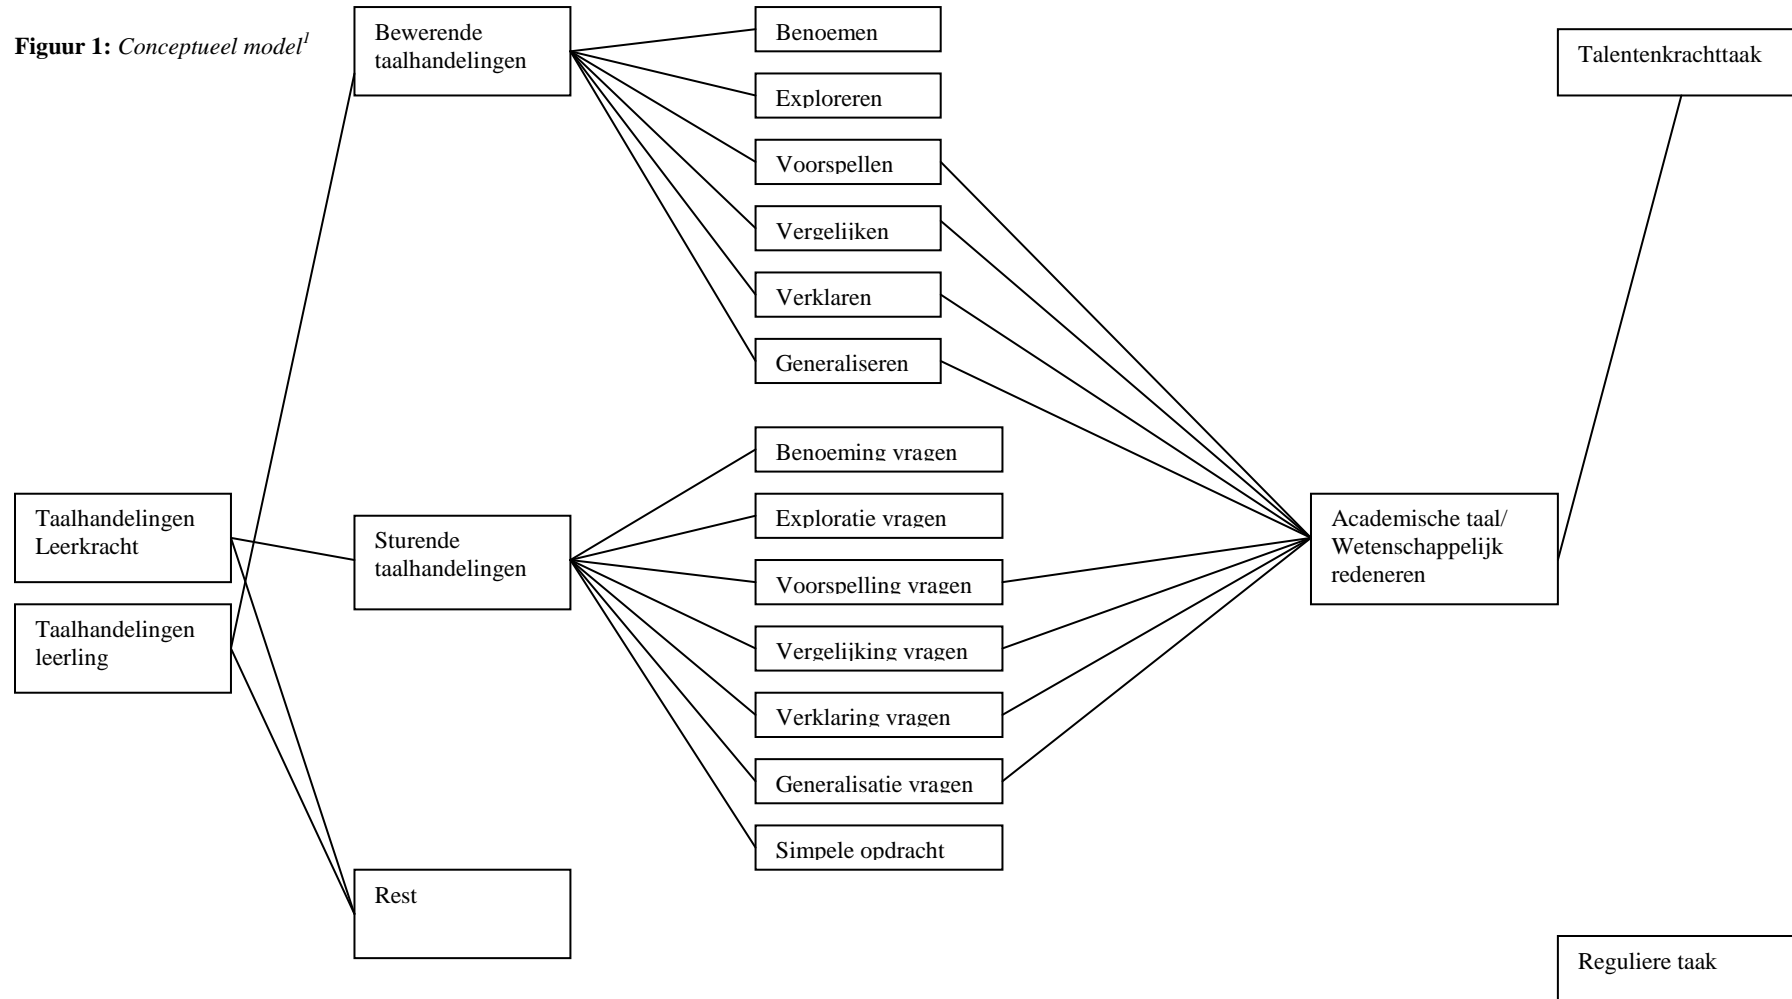 Figuur 1: Conceptueel model1
Bewerende
taalhandelingen
Benoemen
Exploreren
Voorspellen
Vergelijken
Verklaren
Generaliseren
Talentenkrachttaak
Taalhandelingen
Leerkracht
Taalhandelingen
leerling
Sturende
taalhandelingen
Benoeming vragen
Exploratie vragen
Voorspelling vragen
Vergelijking vragen
Verklaring vragen
Generalisatie vragen
Simpele opdracht
Academische taal/
Wetenschappelijk
redeneren
Rest
Reguliere taak